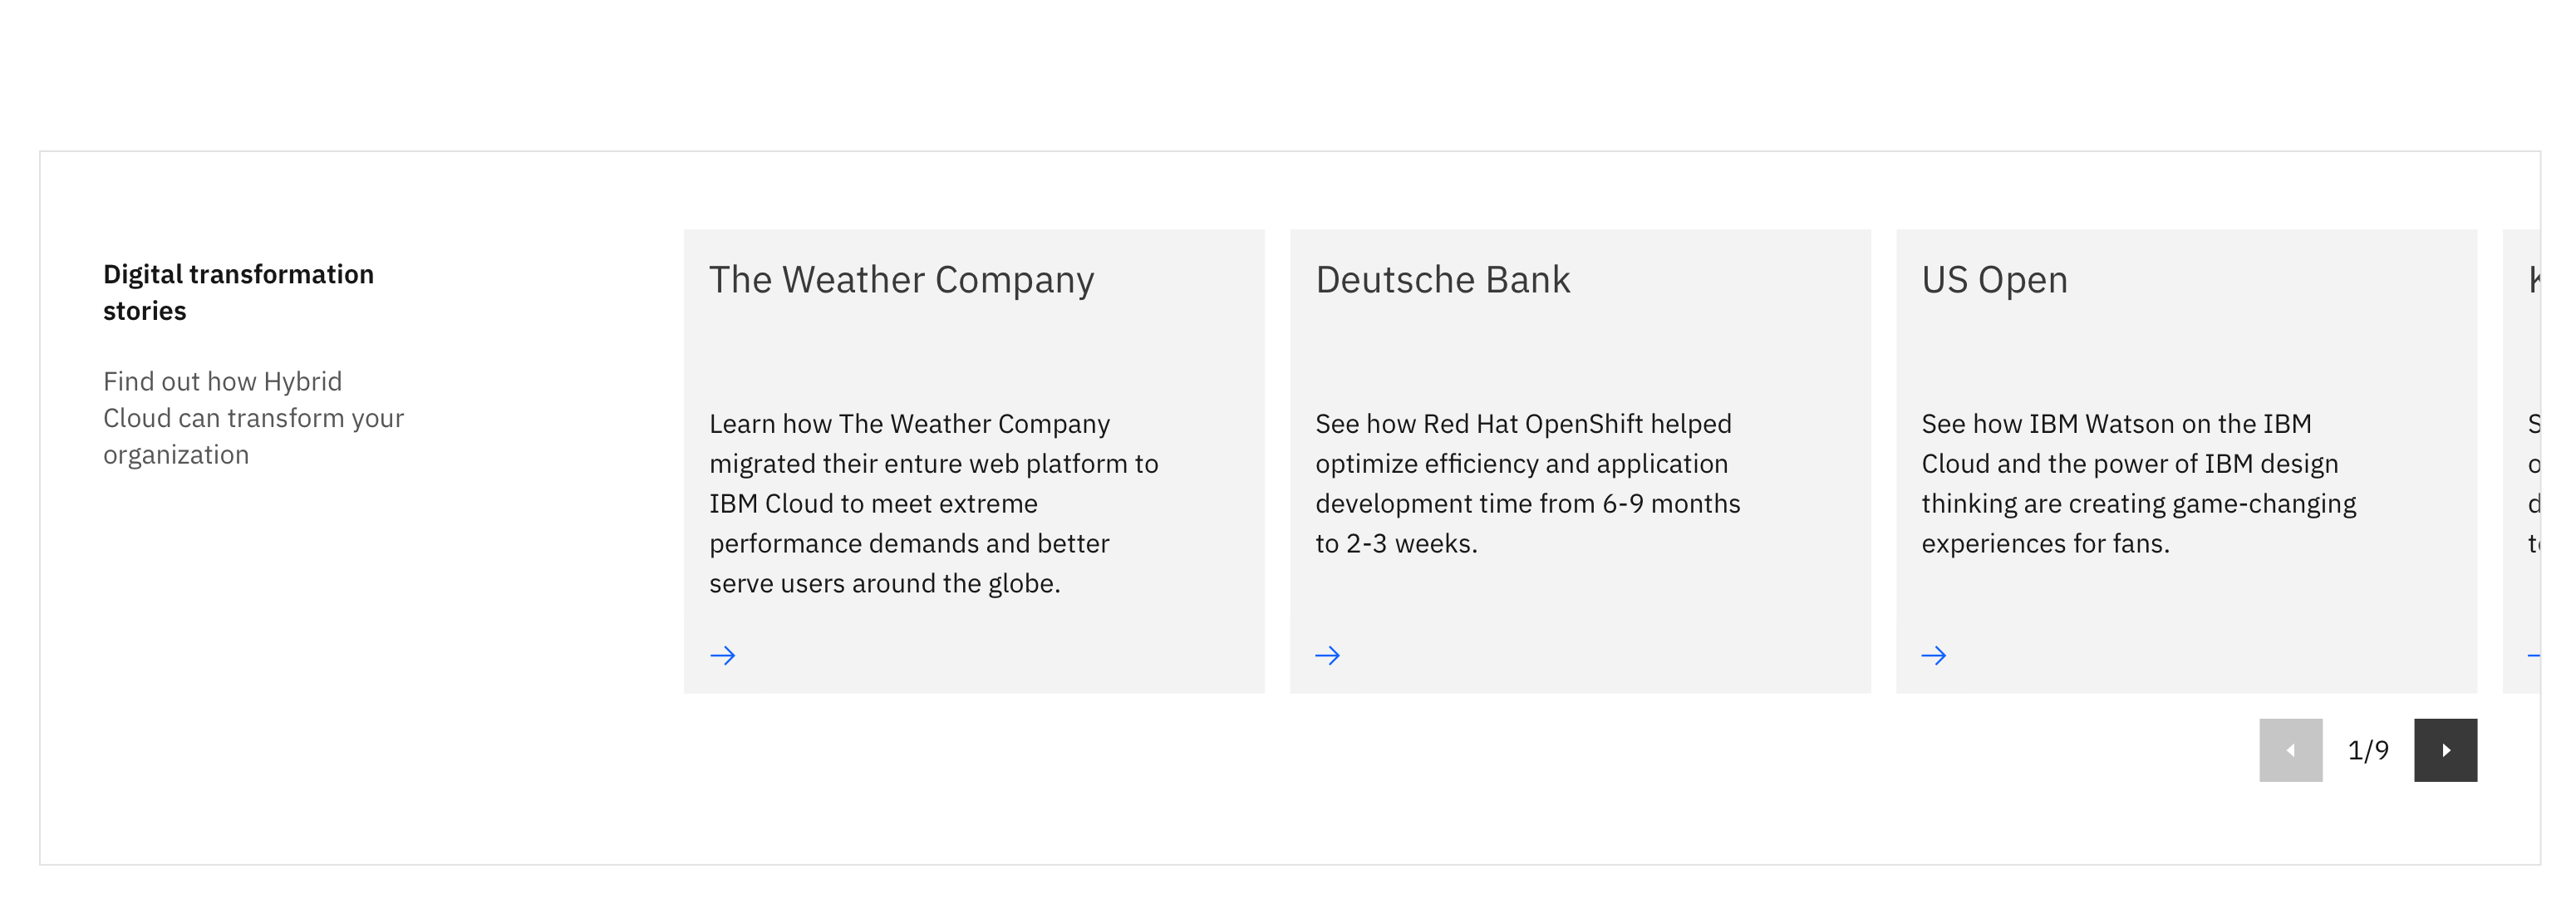 Digital transformation
stories
Find out how Hybrid
Cloud can transform your
organization
The Weather Company
Learn how The Weather Company
migrated their enture web platform to
IBM Cloud to meet extreme
performance demands and better
serve users around the globe.
Deutsche Bank
See how Red Hat OpenShift helped
optimize efficiency and application
development time from 6-9 months
to 2-3 weeks.
US Open
See how IBM Watson on the IBM
Cloud and the power of IBM design
thinking are creating game-changing
experiences for fans.
1/9